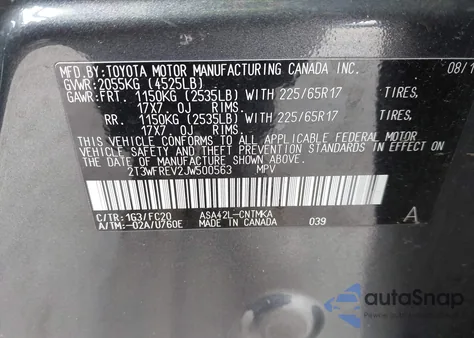 MFD.BY:TOYOTA MOTOR MANUFACTURING CANADA INC. 08/1
GVWR:2055KG (4525LB)
GAWR:FRT. 1150KG (2535LB) WITH 225/65R17 TIRES,
17X7 0J RIMS.
RR. 1150KG (2535LB) WITH 225/65R17 TIRES,
17X7 0J RIMS.
THIS VEHICLE CONFORMS TO ALL APPLICABLE FEDERAL MOTOR
VEHICLE SAFETY AND THEFT PREVENTION STANDARDS IN EFFECT ON
THE DATE OF MANUFACTURE SHOWN ABOVE.
2T3WFREV2JW500563 MPV
C/TR:1G3/FC20 ASA42L-CNTMKA A
A/TM:-02A/U760E MADE IN CANADA 039
autoSnap